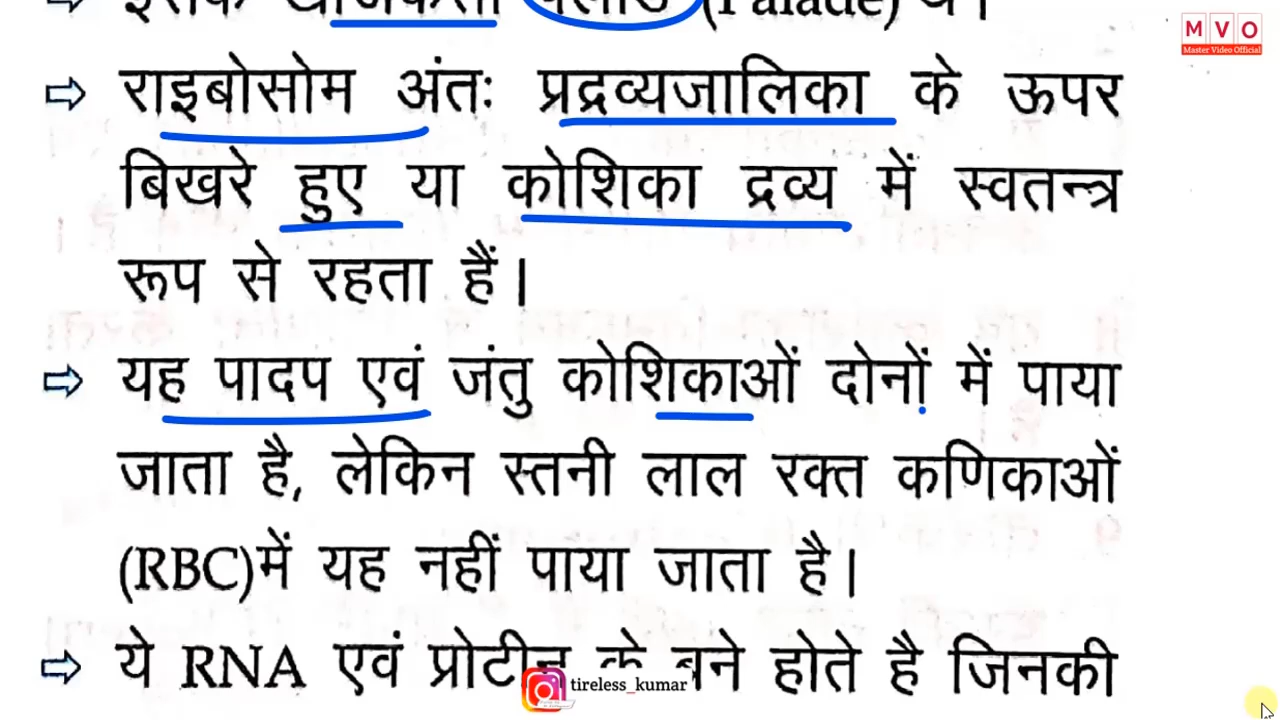 (Palade)
M V O
Master Video Official
⇨ राइबोसोम अंतः प्रद्रव्यजालिका के ऊपर
बिखरे हुए या कोशिका द्रव्य में स्वतन्त्र
रूप से रहता हैं।
⇨ यह पादप एवं जंतु कोशिकाओं दोनों में पाया
जाता है, लेकिन स्तनी लाल रक्त कणिकाओं
(RBC)में यह नहीं पाया जाता है।
⇨ ये RNA एवं प्रोटीन के बने होते है जिनकी
tireless_kumar